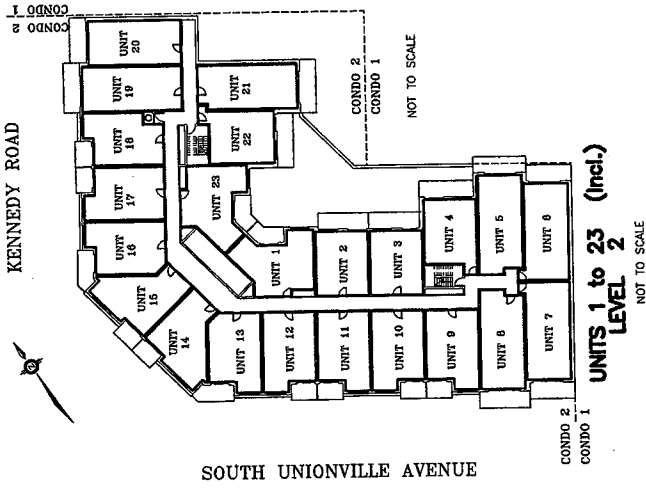 CONDO 1
CONDO 2
UNIT 20
UNIT 19
UNIT 21
UNIT 18
UNIT 22
UNIT 17
UNIT 23
UNIT 16
UNIT 15
UNIT 14
UNIT 13
UNIT 12
UNIT 11
UNIT 10
UNIT 9
UNIT 8
UNIT 7
UNIT 1
UNIT 2
UNIT 3
UNIT 4
UNIT 5
UNIT 6
CONDO 2
CONDO 1
NOT TO SCALE
KENNEDY ROAD
UNITS 1 to 23 (Incl.)
LEVEL 2
NOT TO SCALE
CONDO 2
CONDO 1
SOUTH UNIONVILLE AVENUE